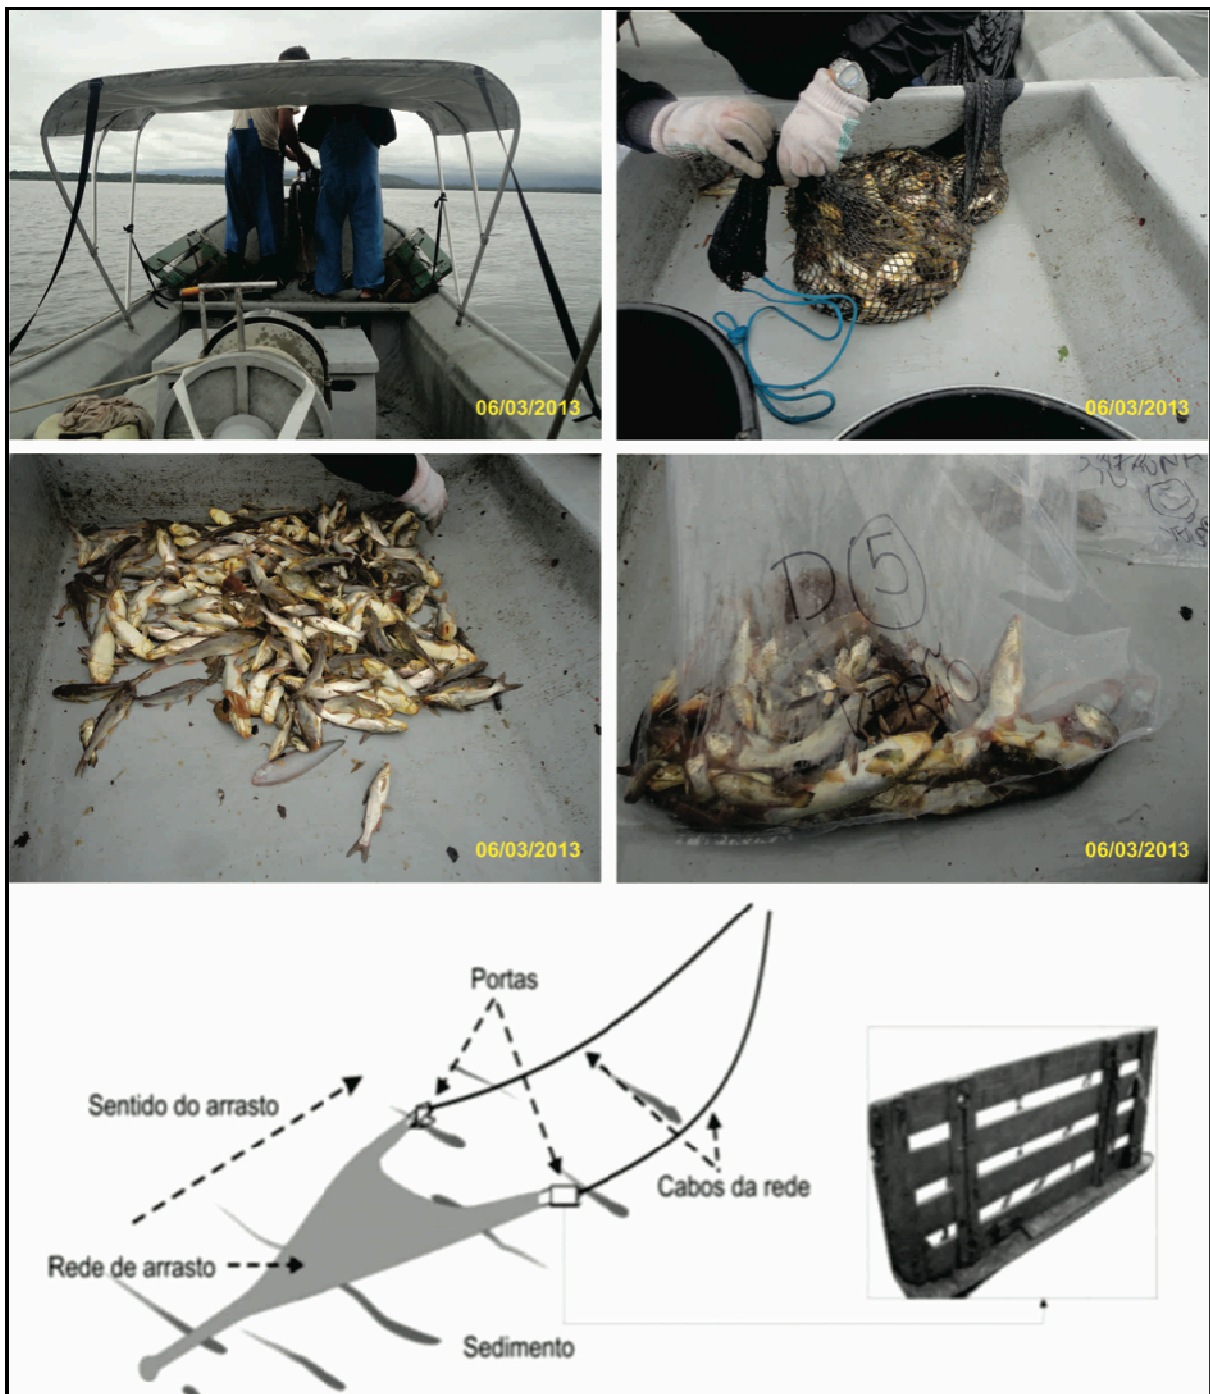 06/03/2013
06/03/2013
06/03/2013
D 5
06/03/2013
Portas
Sentido do arrasto
Cabos da rede
Rede de arrasto
Sedimento